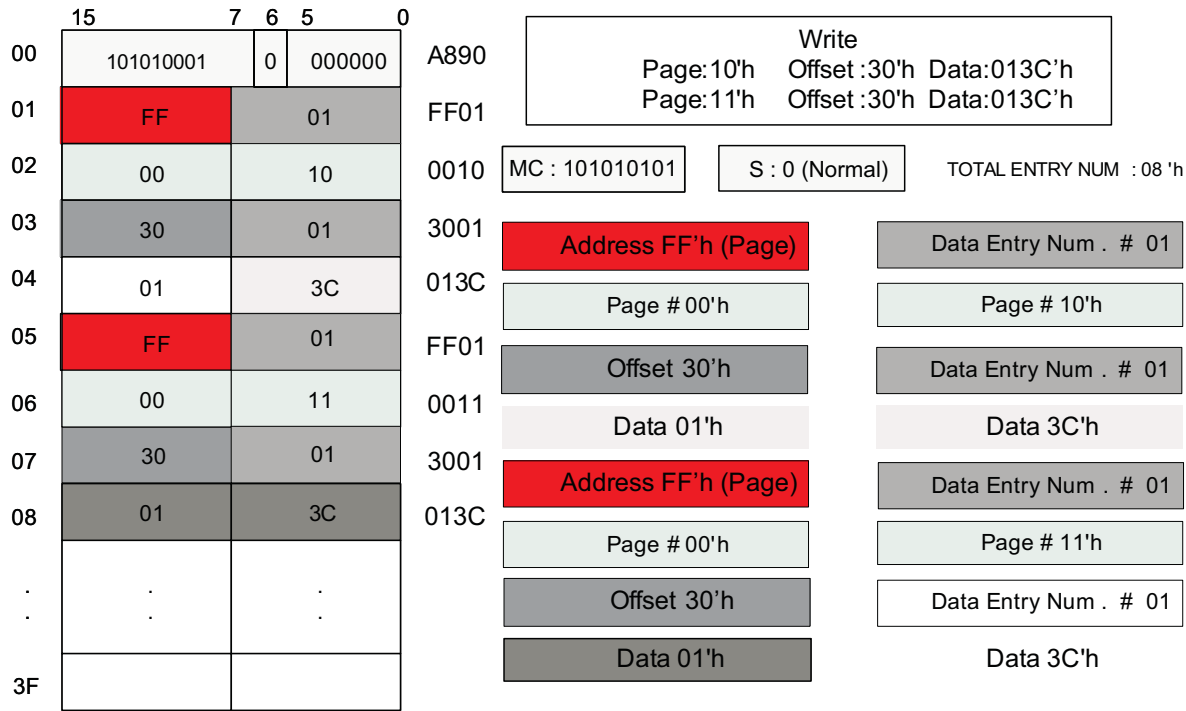 15 7 6 5 0
00 101010001 0 000000 A890
01 FF 01 FF01
02 00 10 0010
03 30 01 3001
04 01 3C 013C
05 FF 01 FF01
06 00 11 0011
07 30 01 3001
08 01 3C 013C
. . .
. . .
3F
Write
Page:10'h Offset :30'h Data:013C'h
Page:11'h Offset :30'h Data:013C'h
MC : 101010101 S : 0 (Normal) TOTAL ENTRY NUM : 08 'h
Address FF'h (Page) Data Entry Num . # 01
Page # 00'h Page # 10'h
Offset 30'h Data Entry Num . # 01
Data 01'h Data 3C'h
Address FF'h (Page) Data Entry Num . # 01
Page # 00'h Page # 11'h
Offset 30'h Data Entry Num . # 01
Data 01'h Data 3C'h